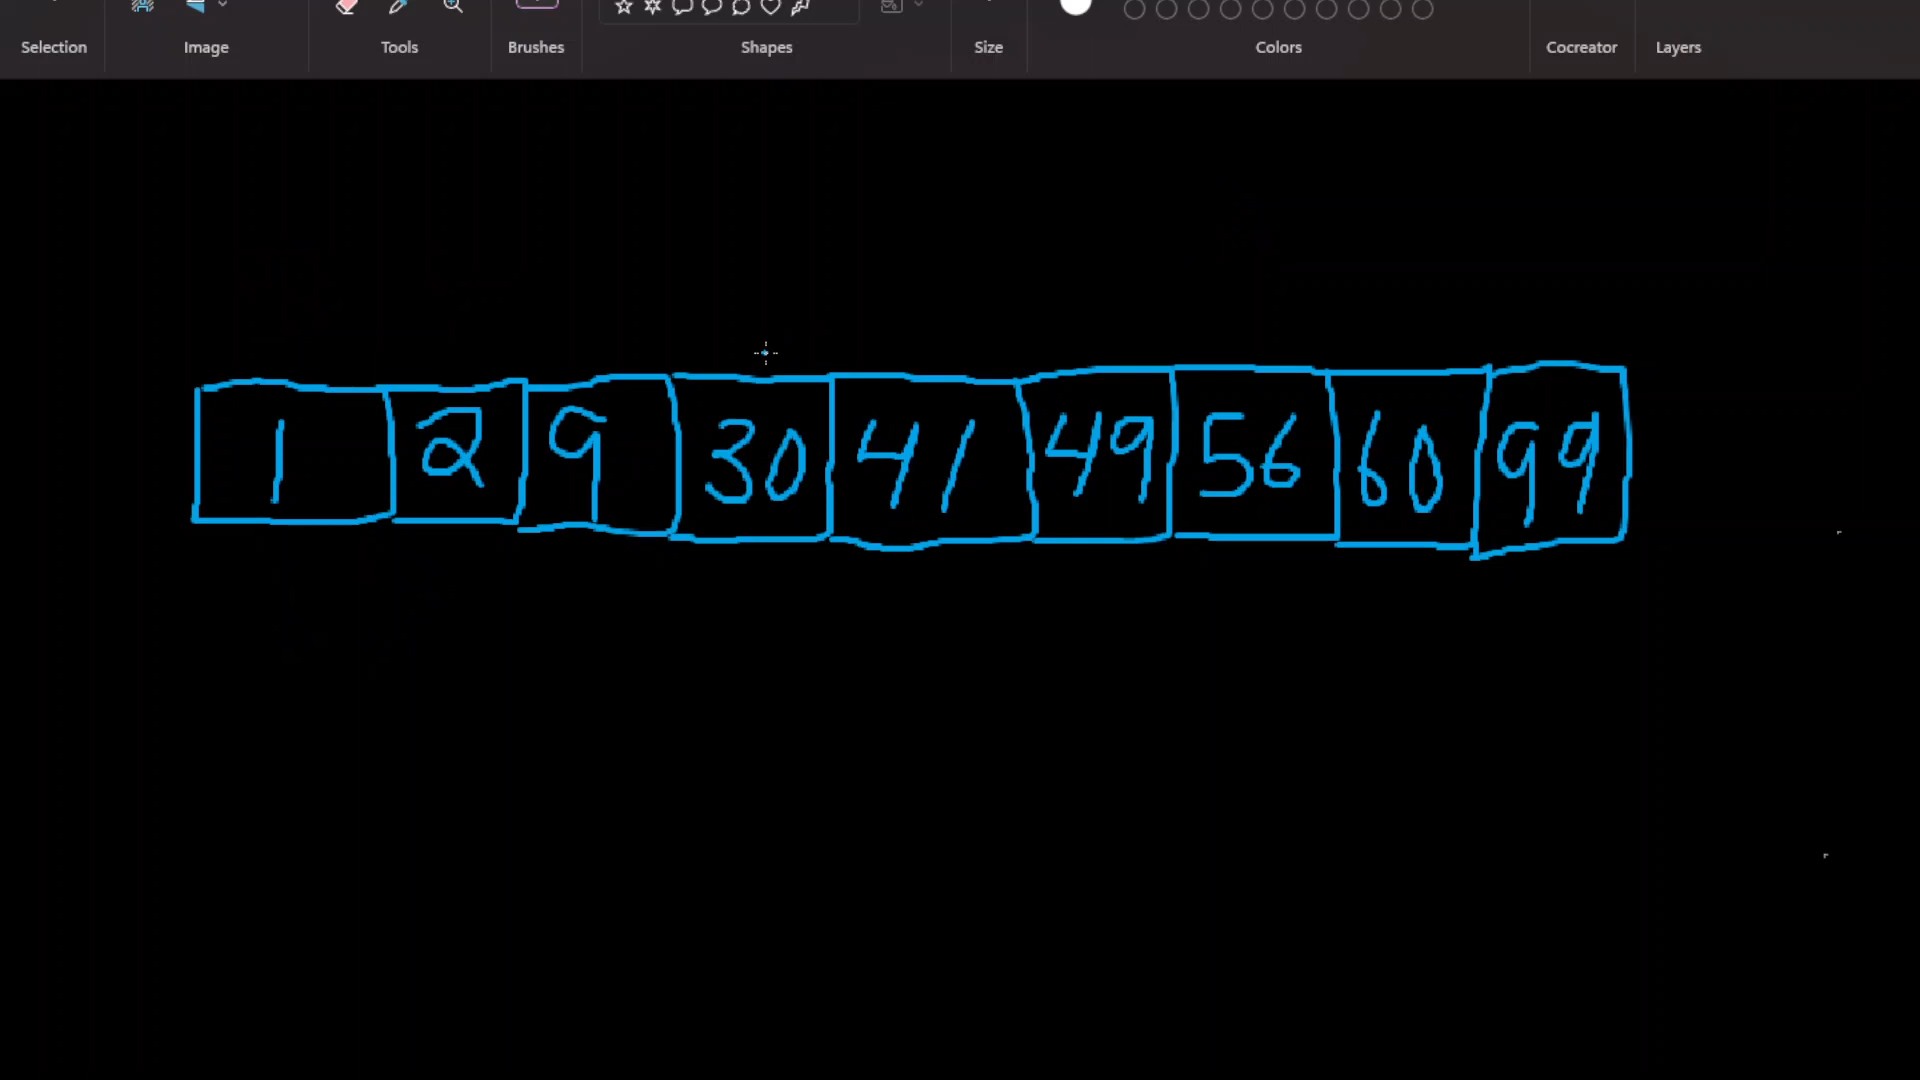 Selection Image Tools Brushes Shapes Size Colors Cocreator Layers
1 2 9 30 41 49 56 60 99